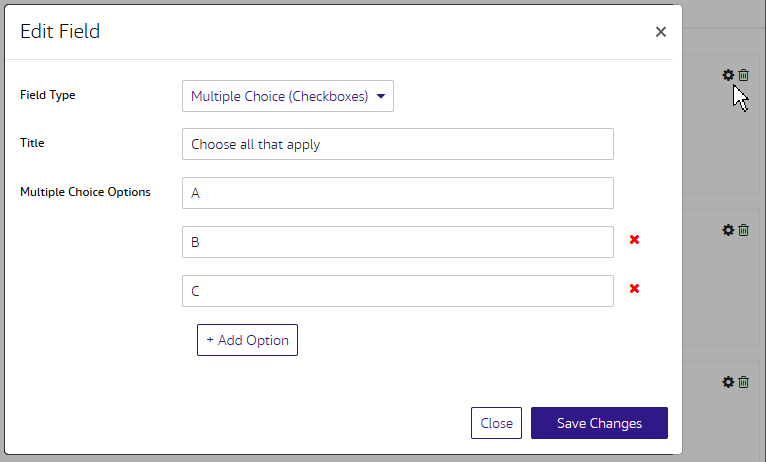 Edit Field
Field Type
Multiple Choice (Checkboxes)
Title
Choose all that apply
Multiple Choice Options
A
B
C
+ Add Option
Close
Save Changes